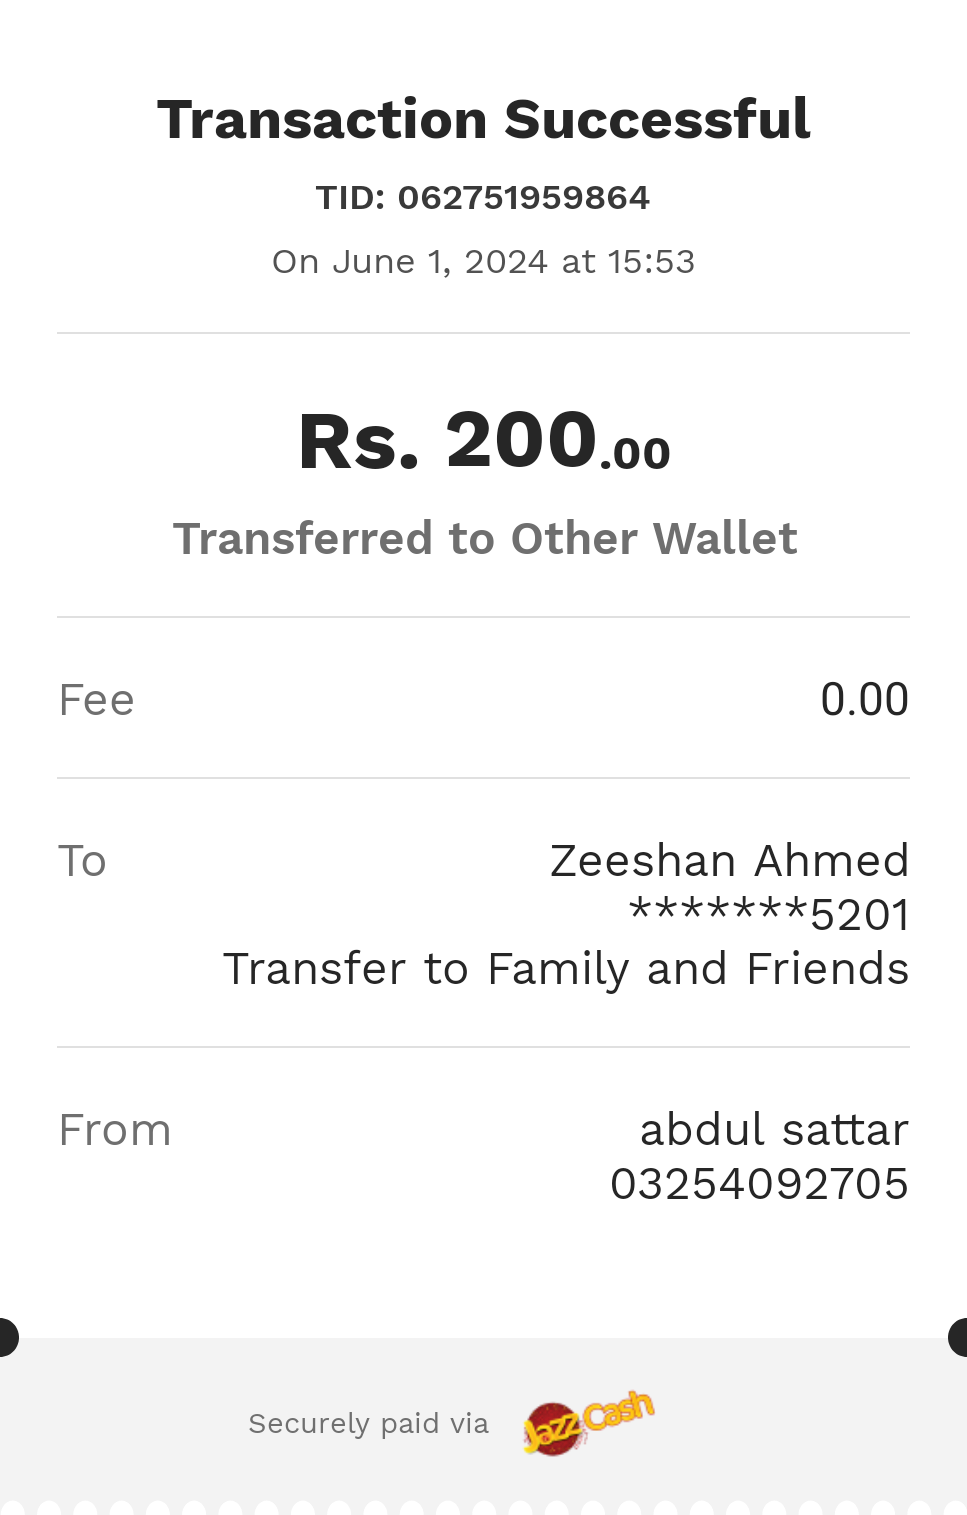 Transaction Successful
TID: 062751959864
On June 1, 2024 at 15:53
Rs. 200.00
Transferred to Other Wallet
Fee 0.00
To Zeeshan Ahmed
*******5201
Transfer to Family and Friends
From abdul sattar
03254092705
Securely paid via JazzCash